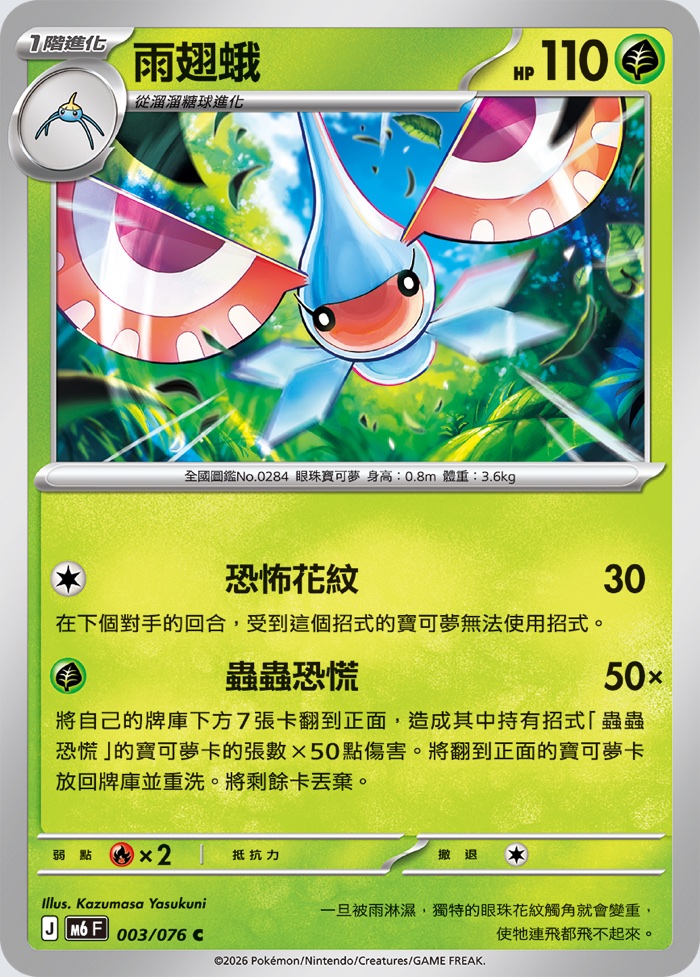 1階進化
雨翅蛾
HP 110
從溜溜糖球進化
全國圖鑑No.0284 眼珠寶可夢 身高：0.8m 體重：3.6kg
恐怖花紋 30
在下個對手的回合，受到這個招式的寶可夢無法使用招式。
蟲蟲恐慌 50×
將自己的牌庫下方7張卡翻到正面，造成其中持有招式「蟲蟲
恐慌」的寶可夢卡的張數×50點傷害。將翻到正面的寶可夢卡
放回牌庫並重洗。將剩餘卡丟棄。
弱點 ×2 抵抗力 撤退
Illus. Kazumasa Yasukuni
J M6 F 003/076 C
一旦被雨淋濕，獨特的眼珠花紋觸角就會變重，
使牠連飛都飛不起來。
©2026 Pokémon/Nintendo/Creatures/GAME FREAK.